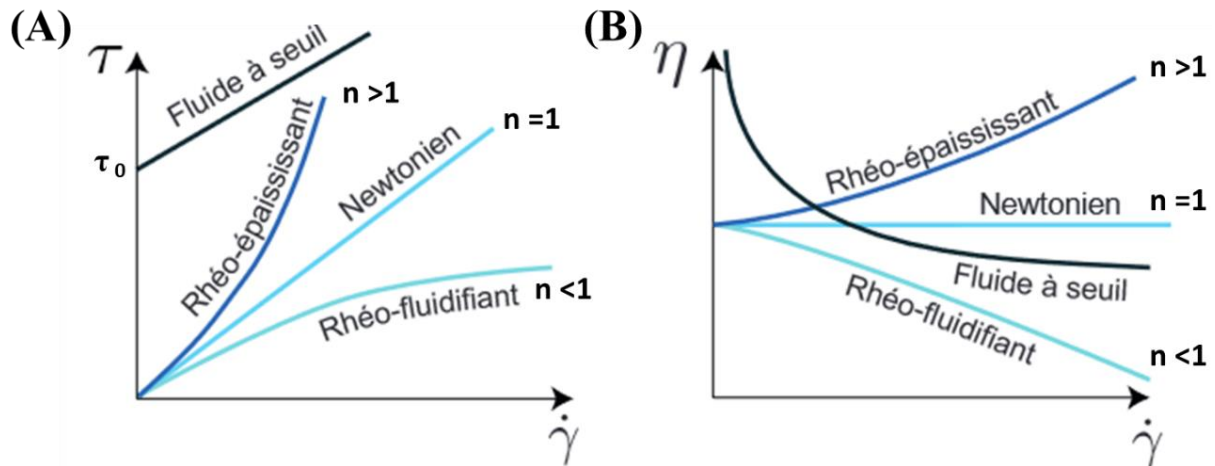 (A)
τ
Fluide à seuil
τ₀
Rhéo-épaississant
n >1
Newtonien
n =1
Rhéo-fluidifiant
n <1
γ̇
(B)
η
n >1
Rhéo-épaississant
Newtonien
n =1
Fluide à seuil
Rhéo-fluidifiant
n <1
γ̇